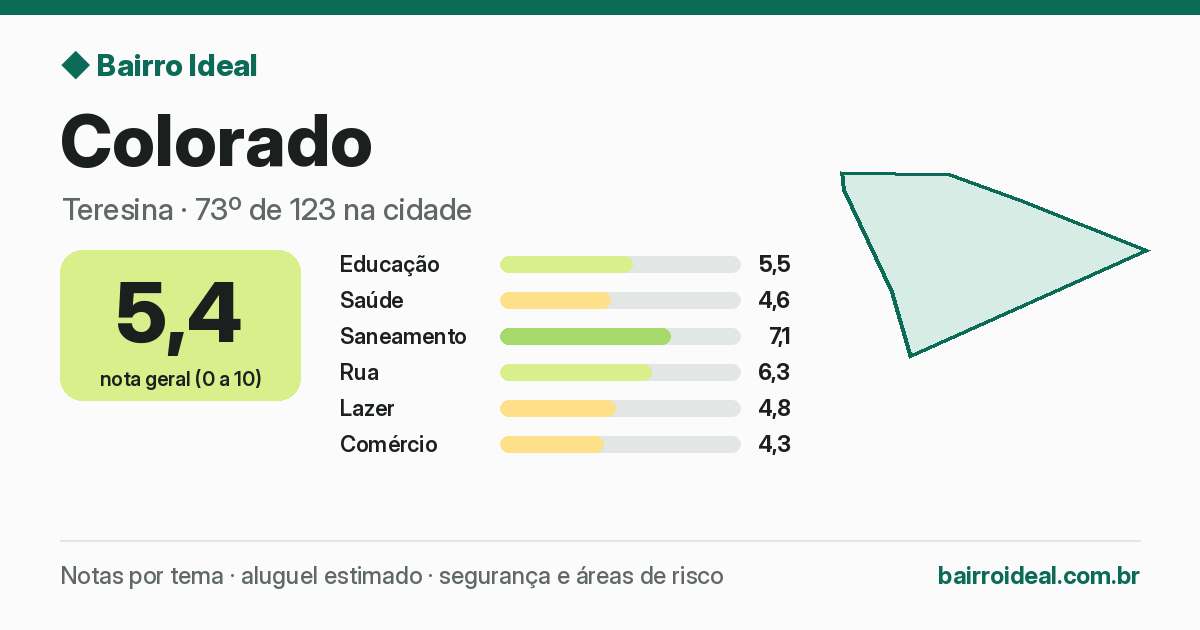 Bairro Ideal
Colorado
Teresina · 73º de 123 na cidade
5,4
nota geral (0 a 10)
Educação 5,5
Saúde 4,6
Saneamento 7,1
Rua 6,3
Lazer 4,8
Comércio 4,3
Notas por tema · aluguel estimado · segurança e áreas de risco
bairroideal.com.br